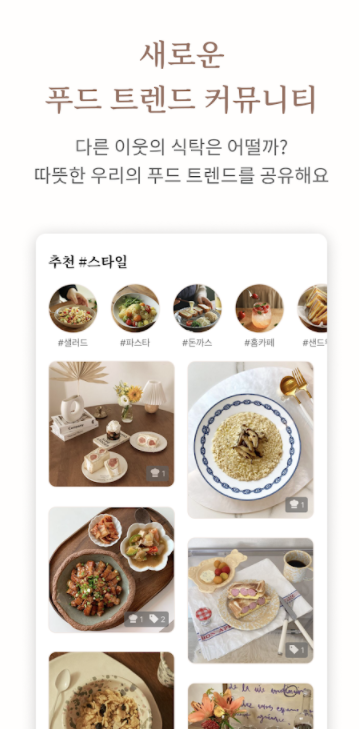 새로운
푸드 트렌드 커뮤니티
다른 이웃의 식탁은 어떨까?
따뜻한 우리의 푸드 트렌드를 공유해요
추천 #스타일
#샐러드 #파스타 #돈까스 #홈카페
1
1
1 2
1